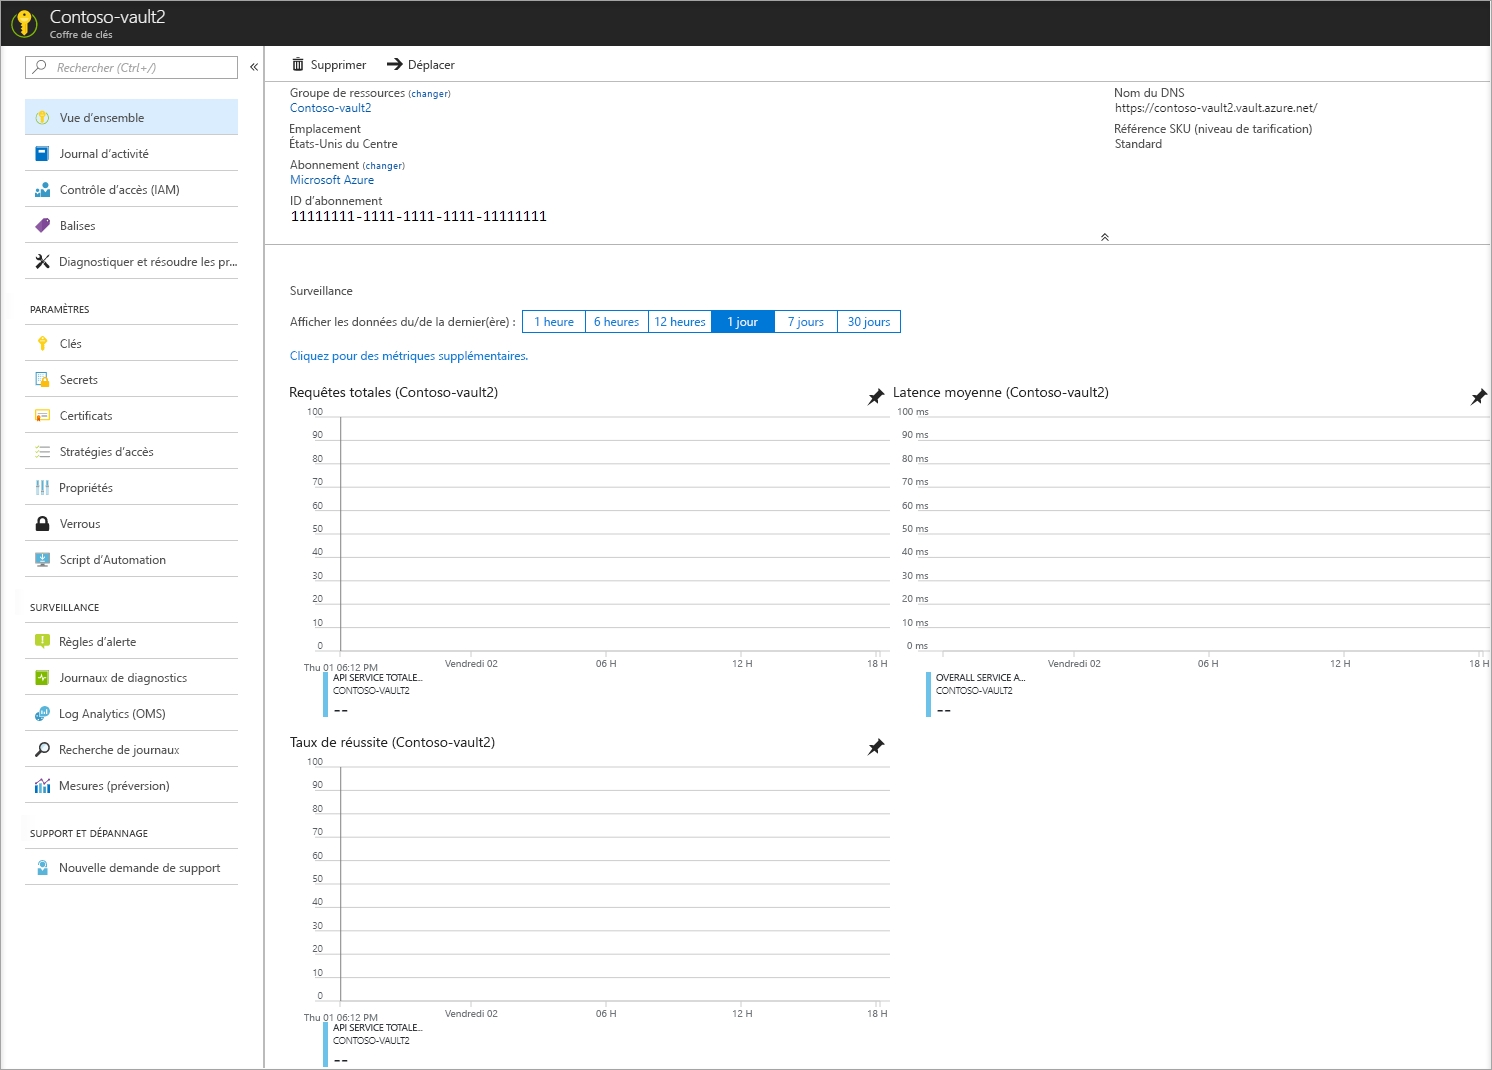 Contoso-vault2
Coffre de clés
Rechercher (Ctrl+/)
«
Vue d'ensemble
Journal d'activité
Contrôle d'accès (IAM)
Balises
Diagnostiquer et résoudre les pr...
PARAMÈTRES
Clés
Secrets
Certificats
Stratégies d'accès
Propriétés
Verrous
Script d'Automation
SURVEILLANCE
Règles d'alerte
Journaux de diagnostics
Log Analytics (OMS)
Recherche de journaux
Mesures (préversion)
SUPPORT ET DÉPANNAGE
Nouvelle demande de support
Supprimer Déplacer
Groupe de ressources (changer)
Contoso-vault2
Emplacement
États-Unis du Centre
Abonnement (changer)
Microsoft Azure
ID d'abonnement
11111111-1111-1111-1111-11111111
Nom du DNS
https://contoso-vault2.vault.azure.net/
Référence SKU (niveau de tarification)
Standard
Surveillance
Afficher les données du/de la dernier(ère) : 1 heure 6 heures 12 heures 1 jour 7 jours 30 jours
Cliquez pour des métriques supplémentaires.
Requêtes totales (Contoso-vault2)
100
90
80
70
60
50
40
30
20
10
0
Thu 01 06:12 PM Vendredi 02 06 H 12 H 18 H
API SERVICE TOTALE...
CONTOSO-VAULT2
--
Latence moyenne (Contoso-vault2)
100 ms
90 ms
80 ms
70 ms
60 ms
50 ms
40 ms
30 ms
20 ms
10 ms
0 ms
Vendredi 02 06 H 12 H 18 H
OVERALL SERVICE A...
CONTOSO-VAULT2
--
Taux de réussite (Contoso-vault2)
100
90
80
70
60
50
40
30
20
10
0
Thu 01 06:12 PM Vendredi 02 06 H 12 H 18 H
API SERVICE TOTALE...
CONTOSO-VAULT2
--